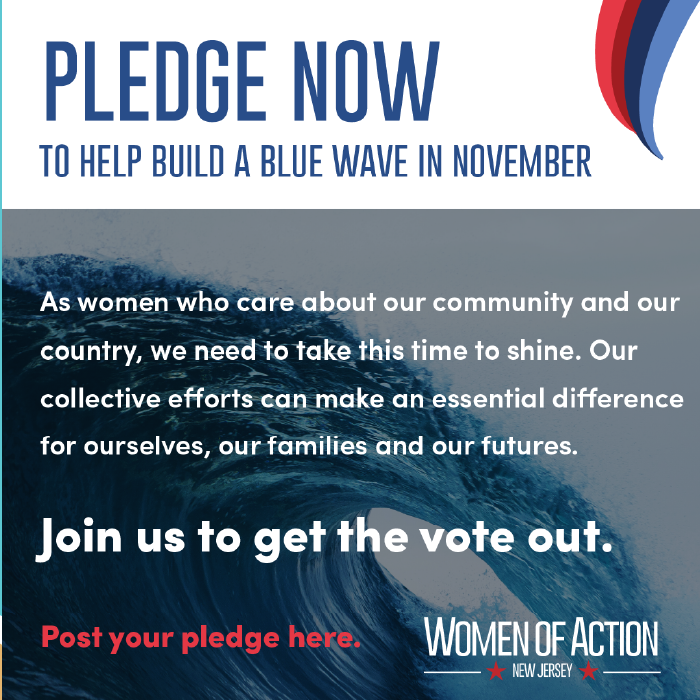 PLEDGE NOW
TO HELP BUILD A BLUE WAVE IN NOVEMBER
As women who care about our community and our
country, we need to take this time to shine. Our
collective efforts can make an essential difference
for ourselves, our families and our futures.
Join us to get the vote out.
Post your pledge here.
WOMEN OF ACTION
NEW JERSEY